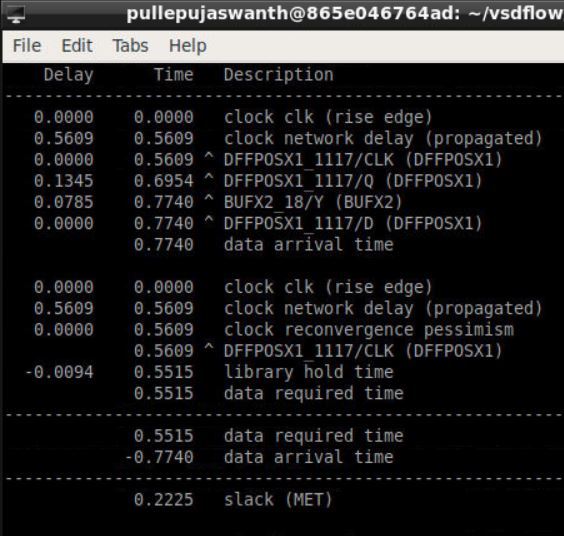 pullepujaswanth@865e046764ad: ~/vsdflow
File Edit Tabs Help
Delay Time Description
-----------------------------------------------------------
0.0000 0.0000 clock clk (rise edge)
0.5609 0.5609 clock network delay (propagated)
0.0000 0.5609 ^ DFFPOSX1_1117/CLK (DFFPOSX1)
0.1345 0.6954 ^ DFFPOSX1_1117/Q (DFFPOSX1)
0.0785 0.7740 ^ BUFX2_18/Y (BUFX2)
0.0000 0.7740 ^ DFFPOSX1_1117/D (DFFPOSX1)
0.7740 data arrival time
0.0000 0.0000 clock clk (rise edge)
0.5609 0.5609 clock network delay (propagated)
0.0000 0.5609 clock reconvergence pessimism
0.5609 ^ DFFPOSX1_1117/CLK (DFFPOSX1)
-0.0094 0.5515 library hold time
0.5515 data required time
-----------------------------------------------------------
0.5515 data required time
-0.7740 data arrival time
-----------------------------------------------------------
0.2225 slack (MET)